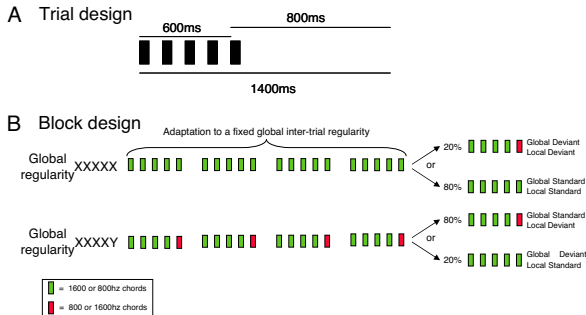 A Trial design
800ms
600ms
1400ms
B Block design
Adaptation to a fixed global inter-trial regularity
Global
regularity XXXXX
20%
Global Deviant
Local Deviant
or
80%
Global Standard
Local Standard
Global
regularity XXXXY
80%
Global Standard
Local Deviant
or
20%
Global Deviant
Local Standard
= 1600 or 800hz chords
= 800 or 1600hz chords